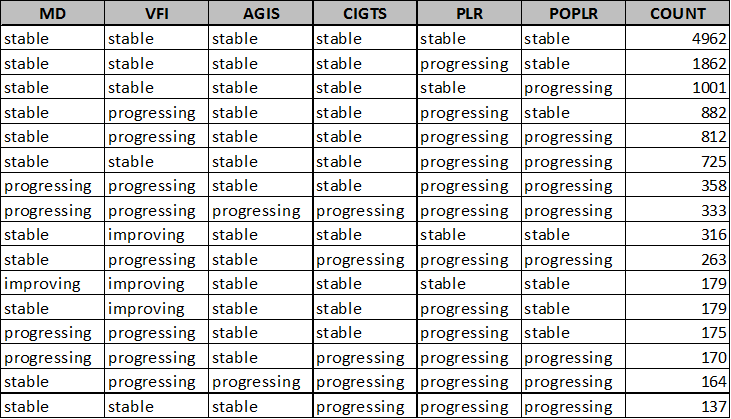 MD VFI AGIS CIGTS PLR POPLR COUNT
stable stable stable stable stable stable 4962
stable stable stable stable progressing stable 1862
stable stable stable stable stable progressing 1001
stable progressing stable stable progressing stable 882
stable progressing stable stable progressing progressing 812
stable stable stable stable progressing progressing 725
progressing progressing stable stable progressing progressing 358
progressing progressing progressing progressing progressing progressing 333
stable improving stable stable stable stable 316
stable progressing stable progressing progressing progressing 263
improving improving stable stable stable stable 179
stable improving stable stable progressing stable 179
progressing progressing stable stable progressing stable 175
progressing progressing stable progressing progressing progressing 170
stable progressing progressing progressing progressing progressing 164
stable stable stable progressing progressing progressing 137